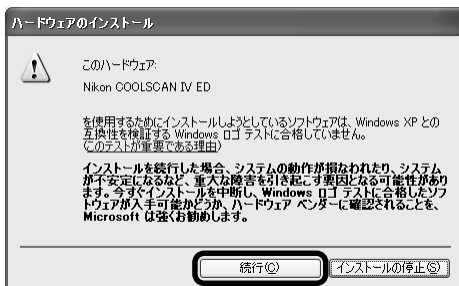 ハードウェアのインストール
このハードウェア:
Nikon COOLSCAN IV ED
を使用するためにインストールしようとしているソフトウェアは、Windows XP との
互換性を検証する Windows ロゴ テストに合格していません。
(このテストが重要である理由)
インストールを続行した場合、システムの動作が損なわれたり、システム
が不安定になるなど、重大な障害を引き起こす要因となる可能性があり
ます。今すぐインストールを中断し、Windows ロゴ テストに合格したソフ
トウェアが入手可能かどうか、ハードウェア ベンダーに確認されることを、
Microsoft は強くお勧めします。
続行(C)
インストールの停止(S)